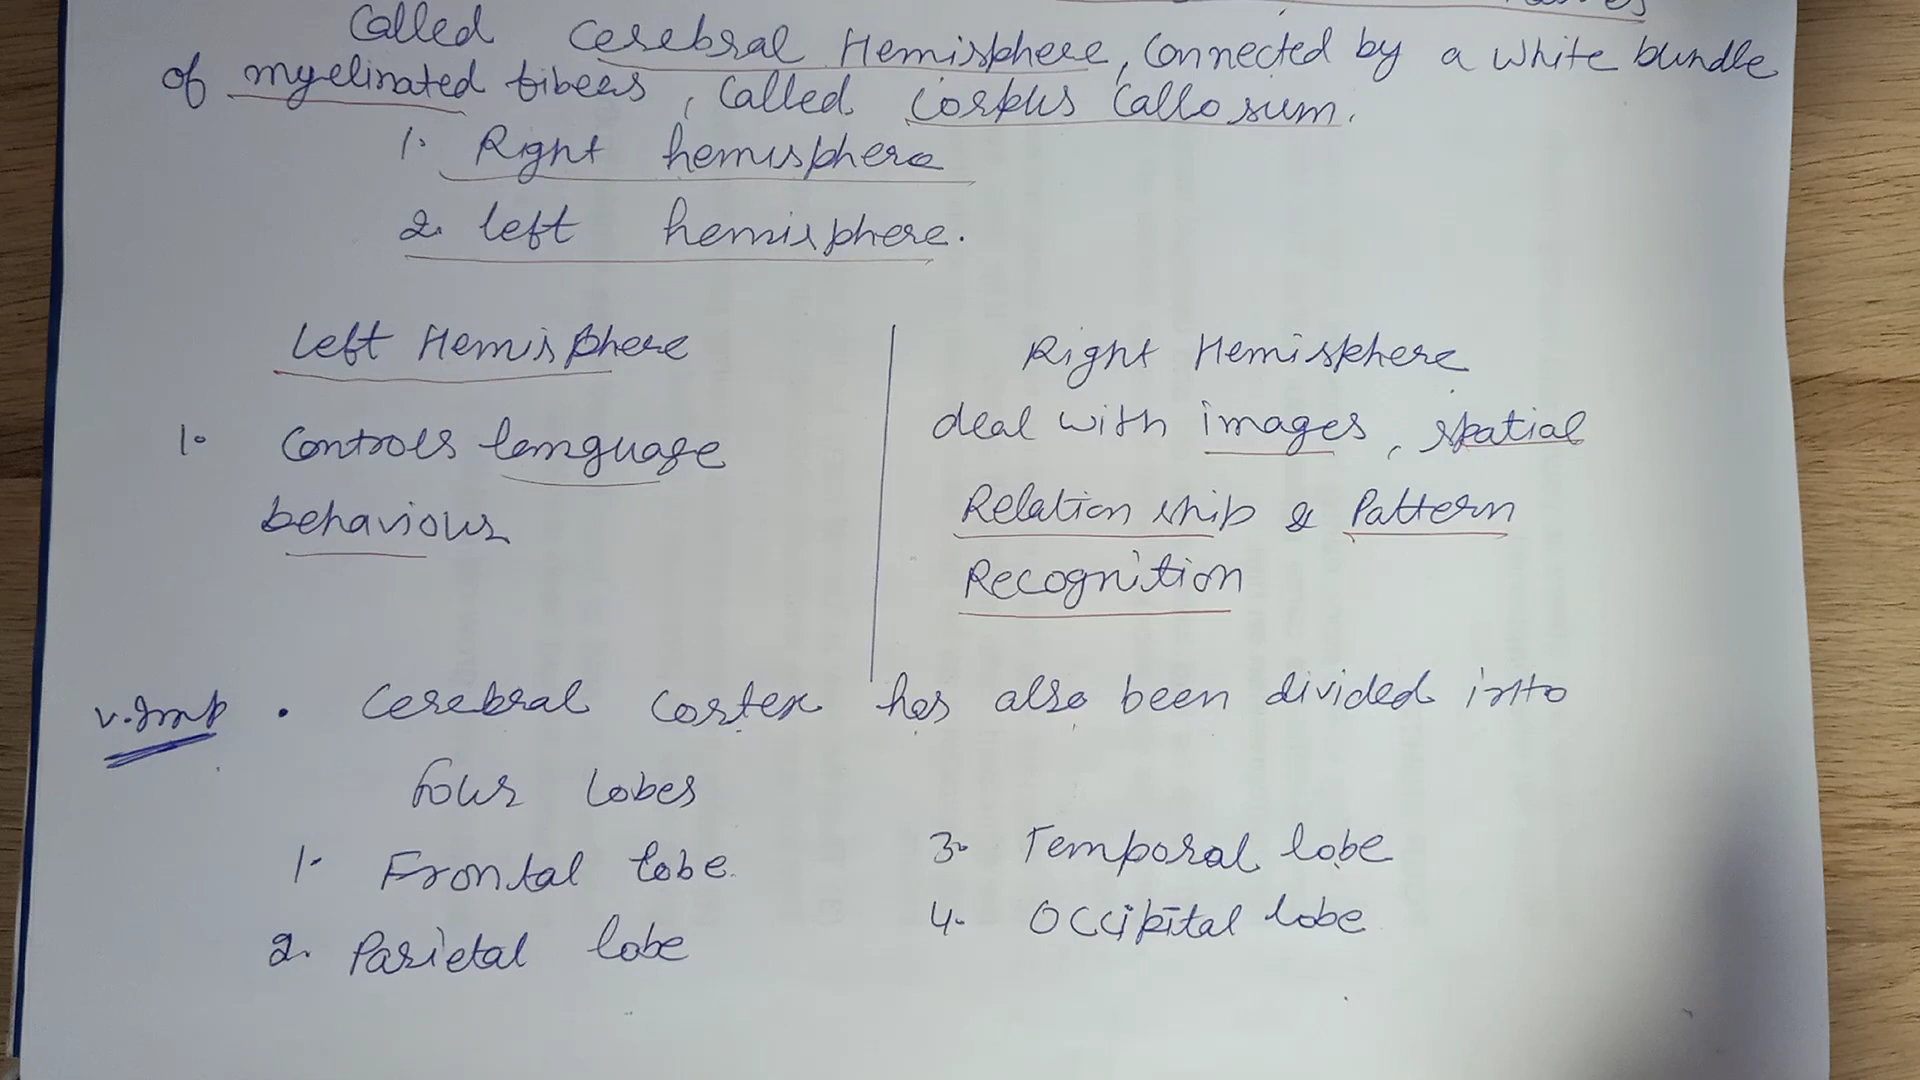 Called Cerebral Hemisphere, Connected by a white bundle
of myelinated fibers, Called Corpus Callosum.
1. Right hemisphere
2. left hemisphere.
Left Hemisphere
1. Controls language
behaviour
Right Hemisphere
deal with images, spatial
Relationship & Pattern
Recognition
v.Imp . Cerebral cortex has also been divided into
four lobes
1. Frontal lobe.
2. Parietal lobe
3. Temporal lobe
4. Occipital lobe